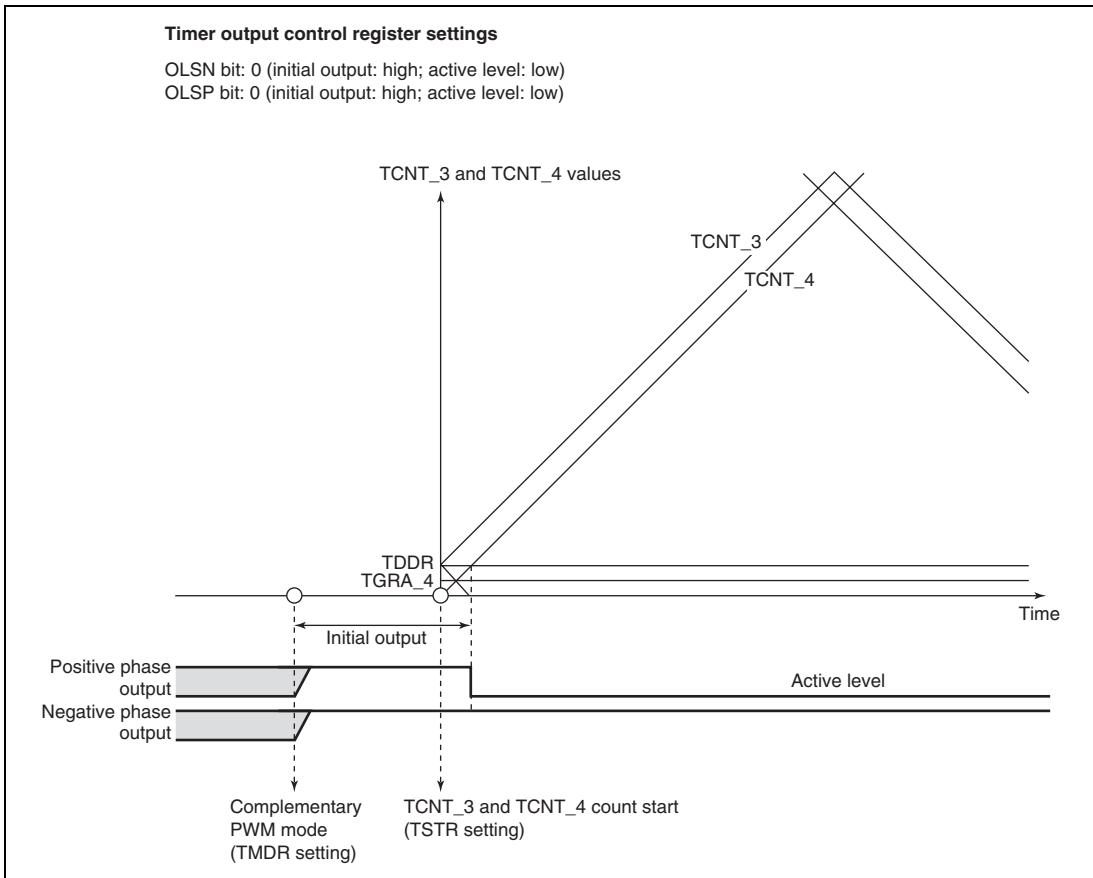 Timer output control register settings
OLSN bit: 0 (initial output: high; active level: low)
OLSP bit: 0 (initial output: high; active level: low)
TCNT_3 and TCNT_4 values
TCNT_3
TCNT_4
TDDR
TGRA_4
Time
Initial output
Positive phase
output
Active level
Negative phase
output
Complementary
PWM mode
(TMDR setting)
TCNT_3 and TCNT_4 count start
(TSTR setting)